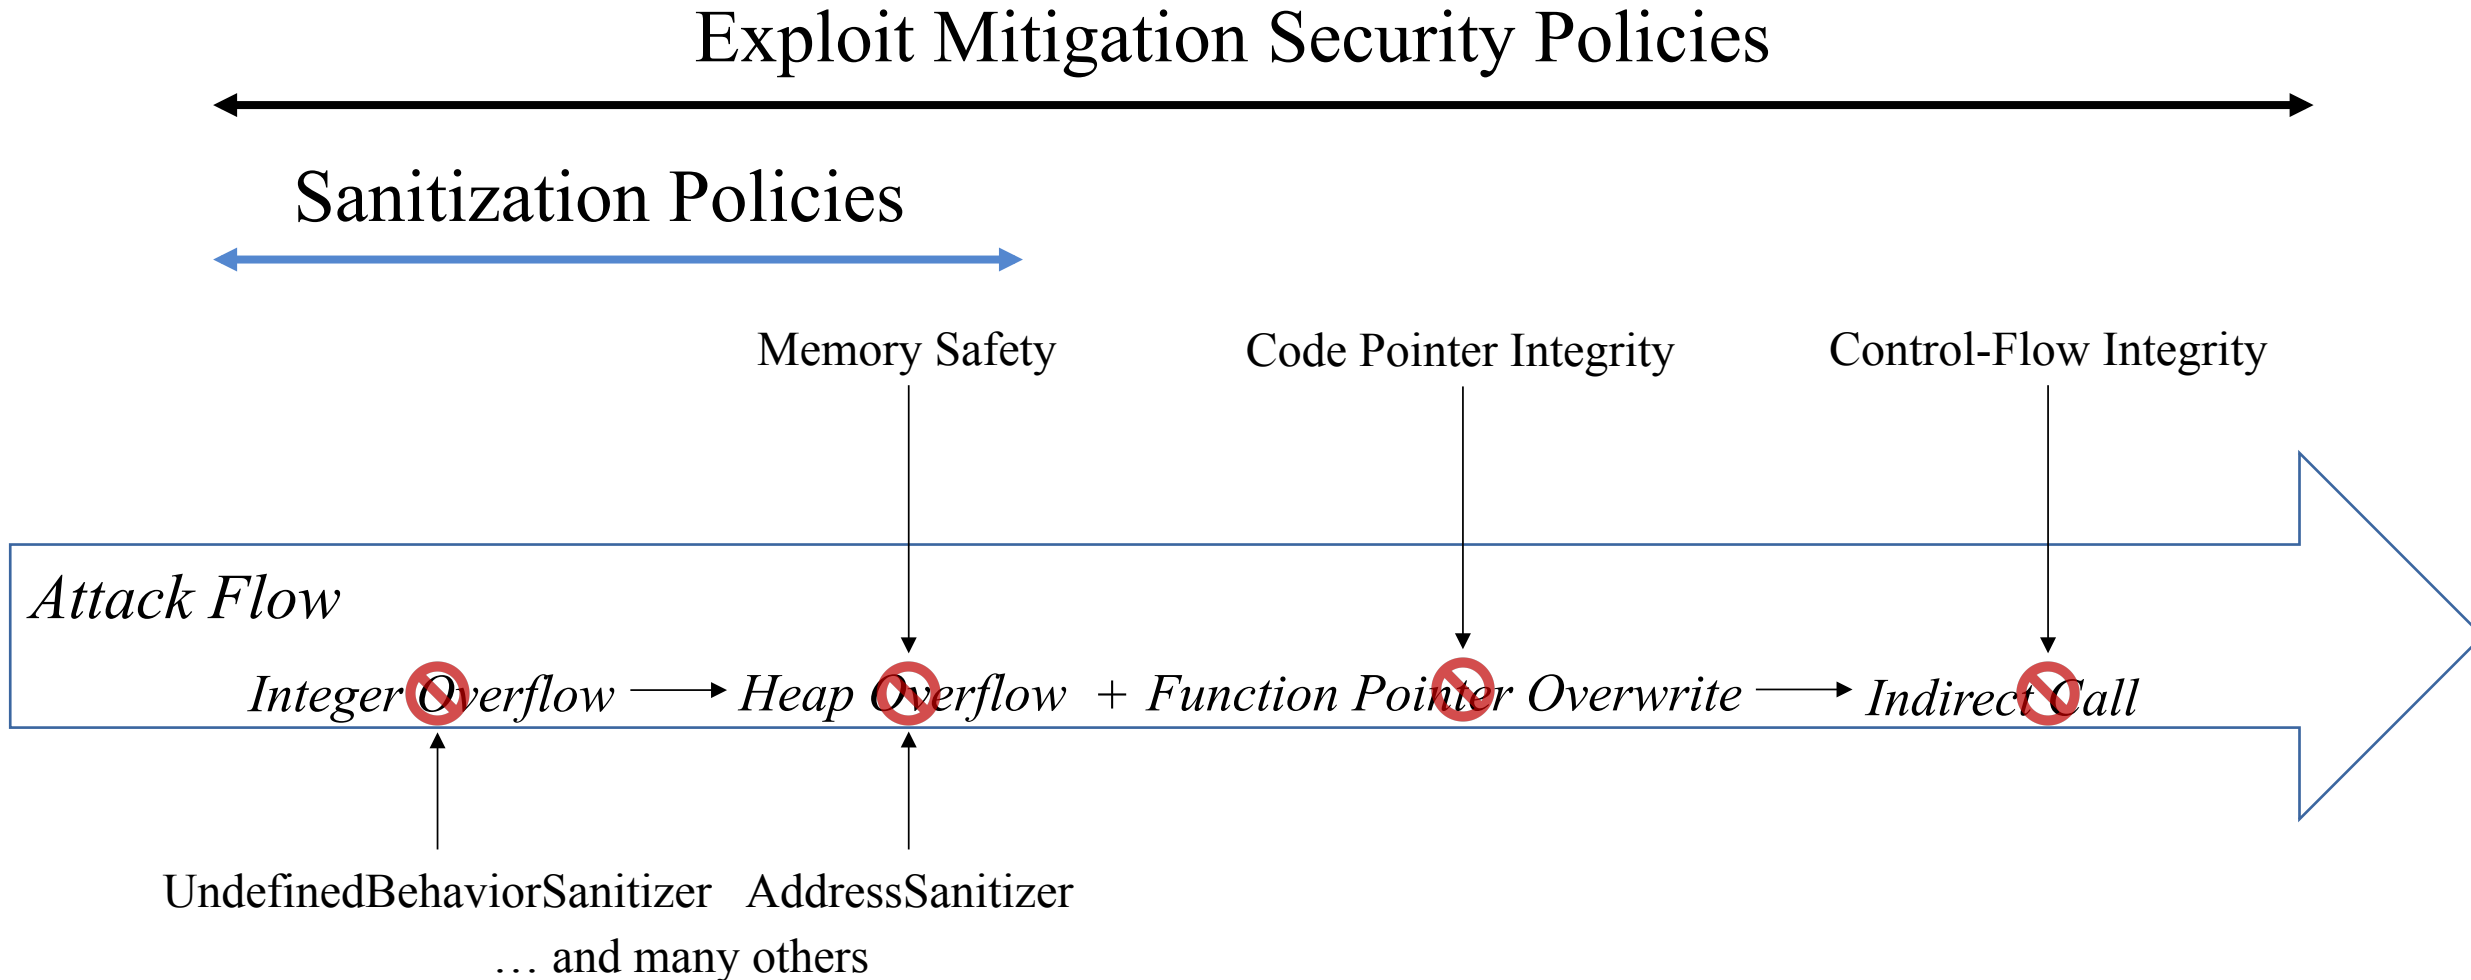 Exploit Mitigation Security Policies
Sanitization Policies
Memory Safety
Code Pointer Integrity
Control-Flow Integrity
Attack Flow
Integer Overflow
Heap Overflow
+
Function Pointer Overwrite
Indirect Call
UndefinedBehaviorSanitizer
AddressSanitizer
… and many others